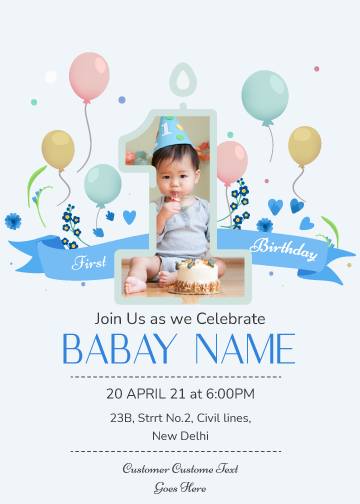 1
First
Birthday
Join Us as we Celebrate
BABAY NAME
20 APRIL 21 at 6:00PM
23B, Strrt No.2, Civil lines,
New Delhi
Customer Custome Text
Goes Here